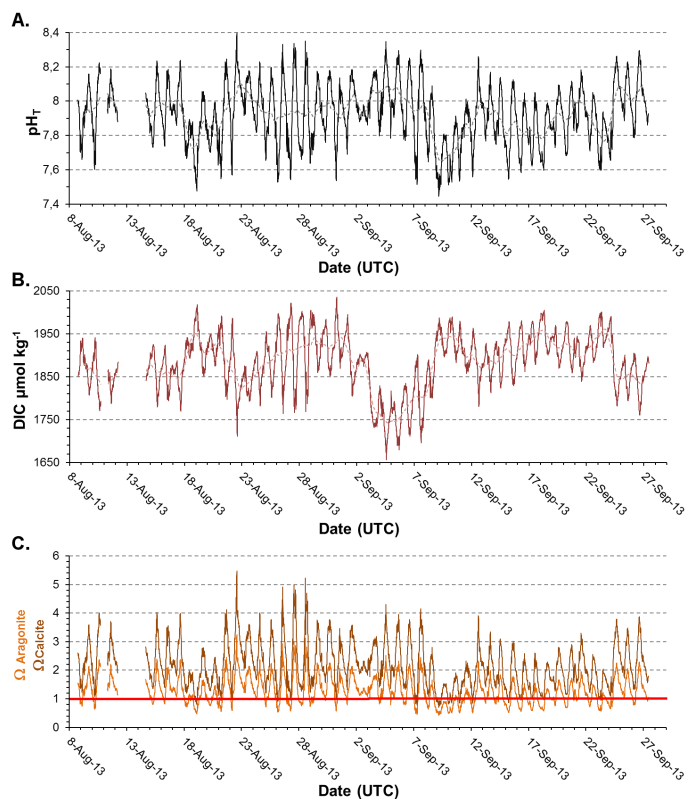 A.
8,4
8,2
8
7,8
7,6
7,4
pHT
8-Aug-13
13-Aug-13
18-Aug-13
23-Aug-13
28-Aug-13
2-Sep-13
7-Sep-13
12-Sep-13
17-Sep-13
22-Sep-13
27-Sep-13
Date (UTC)
B.
2050
1950
1850
1750
1650
DIC µmol kg-1
8-Aug-13
13-Aug-13
18-Aug-13
23-Aug-13
28-Aug-13
2-Sep-13
7-Sep-13
12-Sep-13
17-Sep-13
22-Sep-13
27-Sep-13
Date (UTC)
C.
6
5
4
3
2
1
0
Ω Aragonite
Ω Calcite
8-Aug-13
13-Aug-13
18-Aug-13
23-Aug-13
28-Aug-13
2-Sep-13
7-Sep-13
12-Sep-13
17-Sep-13
22-Sep-13
27-Sep-13
Date (UTC)